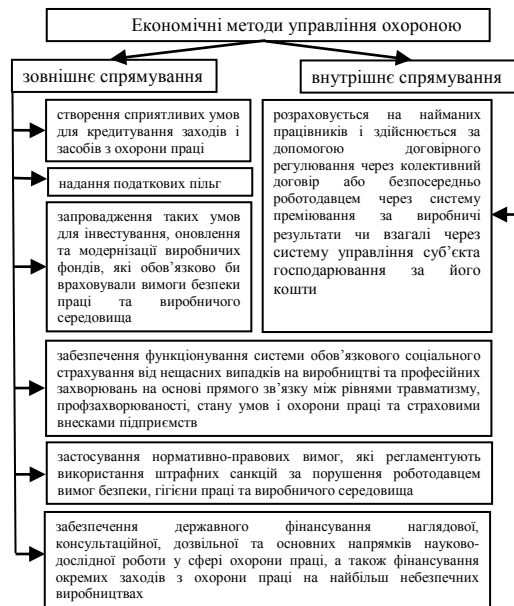 Економічні методи управління охороною
зовнішнє спрямування
внутрішнє спрямування
створення сприятливих умов
для кредитування заходів і
засобів з охорони праці
надання податкових пільг
запровадження таких умов
для інвестування, оновлення
та модернізації виробничих
фондів, які обов’язково би
враховували вимоги безпеки
праці та виробничого
середовища
розраховується на найманих
працівників і здійснюється за
допомогою договірного
регулювання через колективний
договір або безпосередньо
роботодавцем через систему
преміювання за виробничі
результати чи взагалі через
систему управління суб’єкта
господарювання за його
кошти
забезпечення функціонування системи обов’язкового соціального
страхування від нещасних випадків на виробництві та професійних
захворювань на основі прямого зв’язку між рівнями травматизму,
профзахворюваності, стану умов і охорони праці та страховими
внесками підприємств
застосування нормативно-правових вимог, які регламентують
використання штрафних санкцій за порушення роботодавцем
вимог безпеки, гігієни праці та виробничого середовища
забезпечення державного фінансування наглядової,
консультаційної, дозвільної та основних напрямків науково-
дослідної роботи у сфері охорони праці, а також фінансування
окремих заходів з охорони праці на найбільш небезпечних
виробництвах